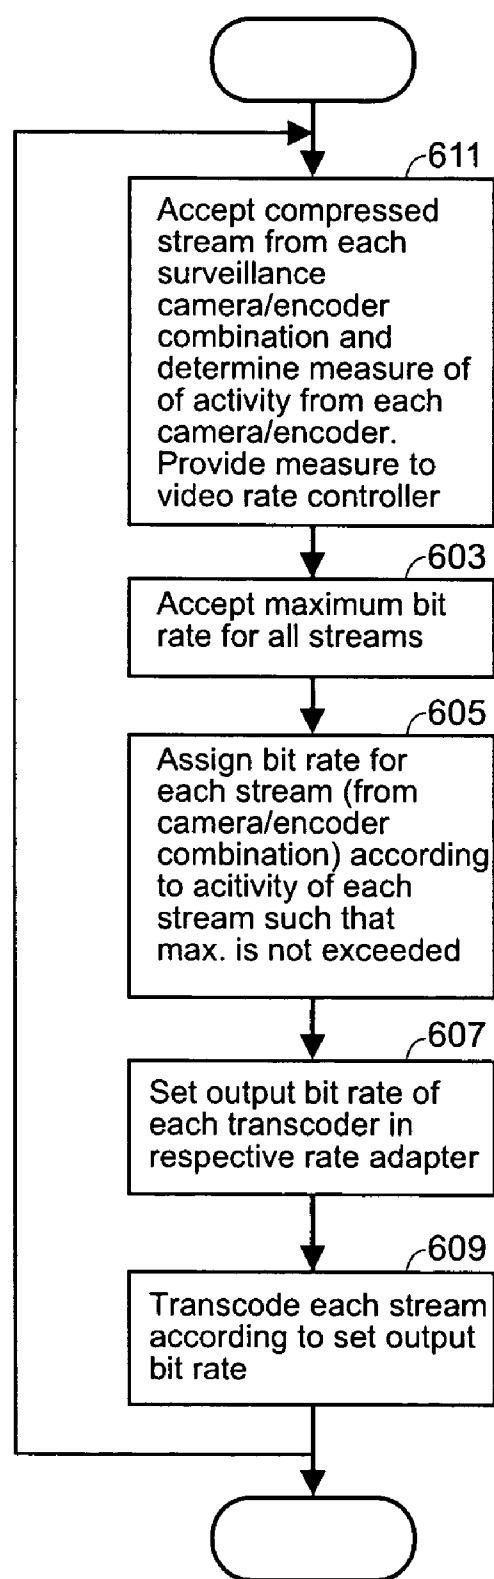 611
Accept compressed
stream from each
surveillance
camera/encoder
combination and
determine measure of
of activity from each
camera/encoder.
Provide measure to
video rate controller
603
Accept maximum bit
rate for all streams
605
Assign bit rate for
each stream (from
camera/encoder
combination) according
to acitivity of each
stream such that
max. is not exceeded
607
Set output bit rate of
each transcoder in
respective rate adapter
609
Transcode each stream
according to set output
bit rate